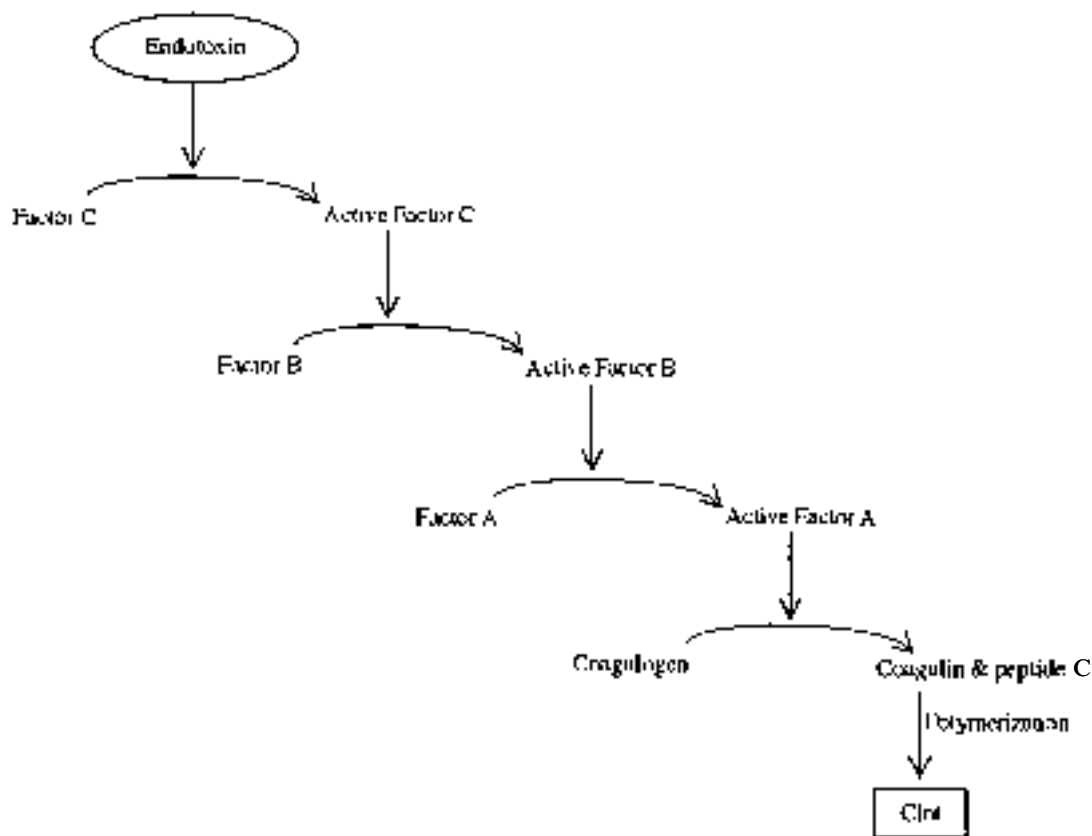 Endotoxin
Factor C
Active Factor C
Factor B
Active Factor B
Factor A
Active Factor A
Coagulogen
Coagulin & peptide C
Polymerization
Clot